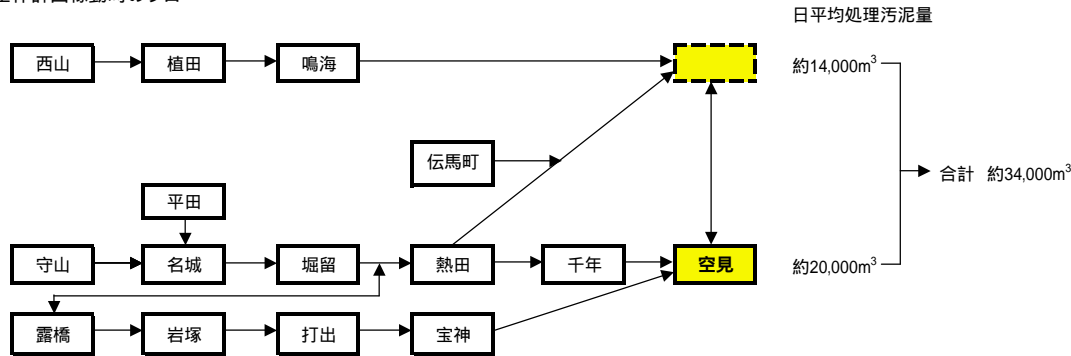 日平均処理汚泥量
西山
植田
鳴海
約14,000m³
伝馬町
合計 約34,000m³
平田
守山
名城
堀留
熱田
千年
空見
約20,000m³
露橋
岩塚
打出
宝神